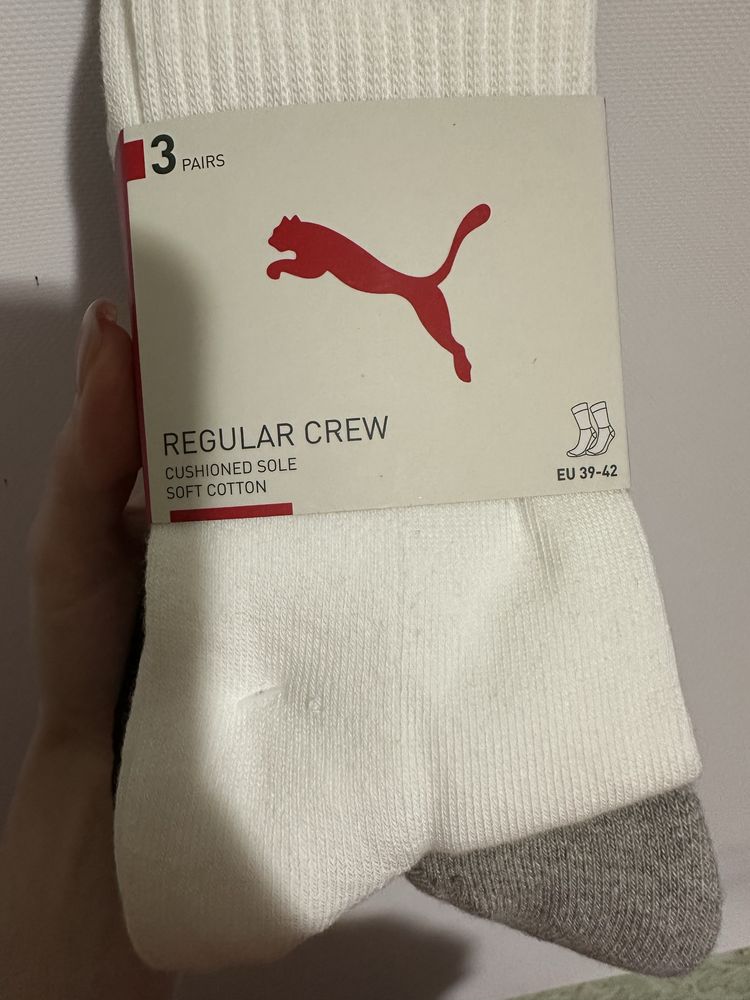 3 PAIRS
REGULAR CREW
CUSHIONED SOLE
SOFT COTTON
EU 39-42